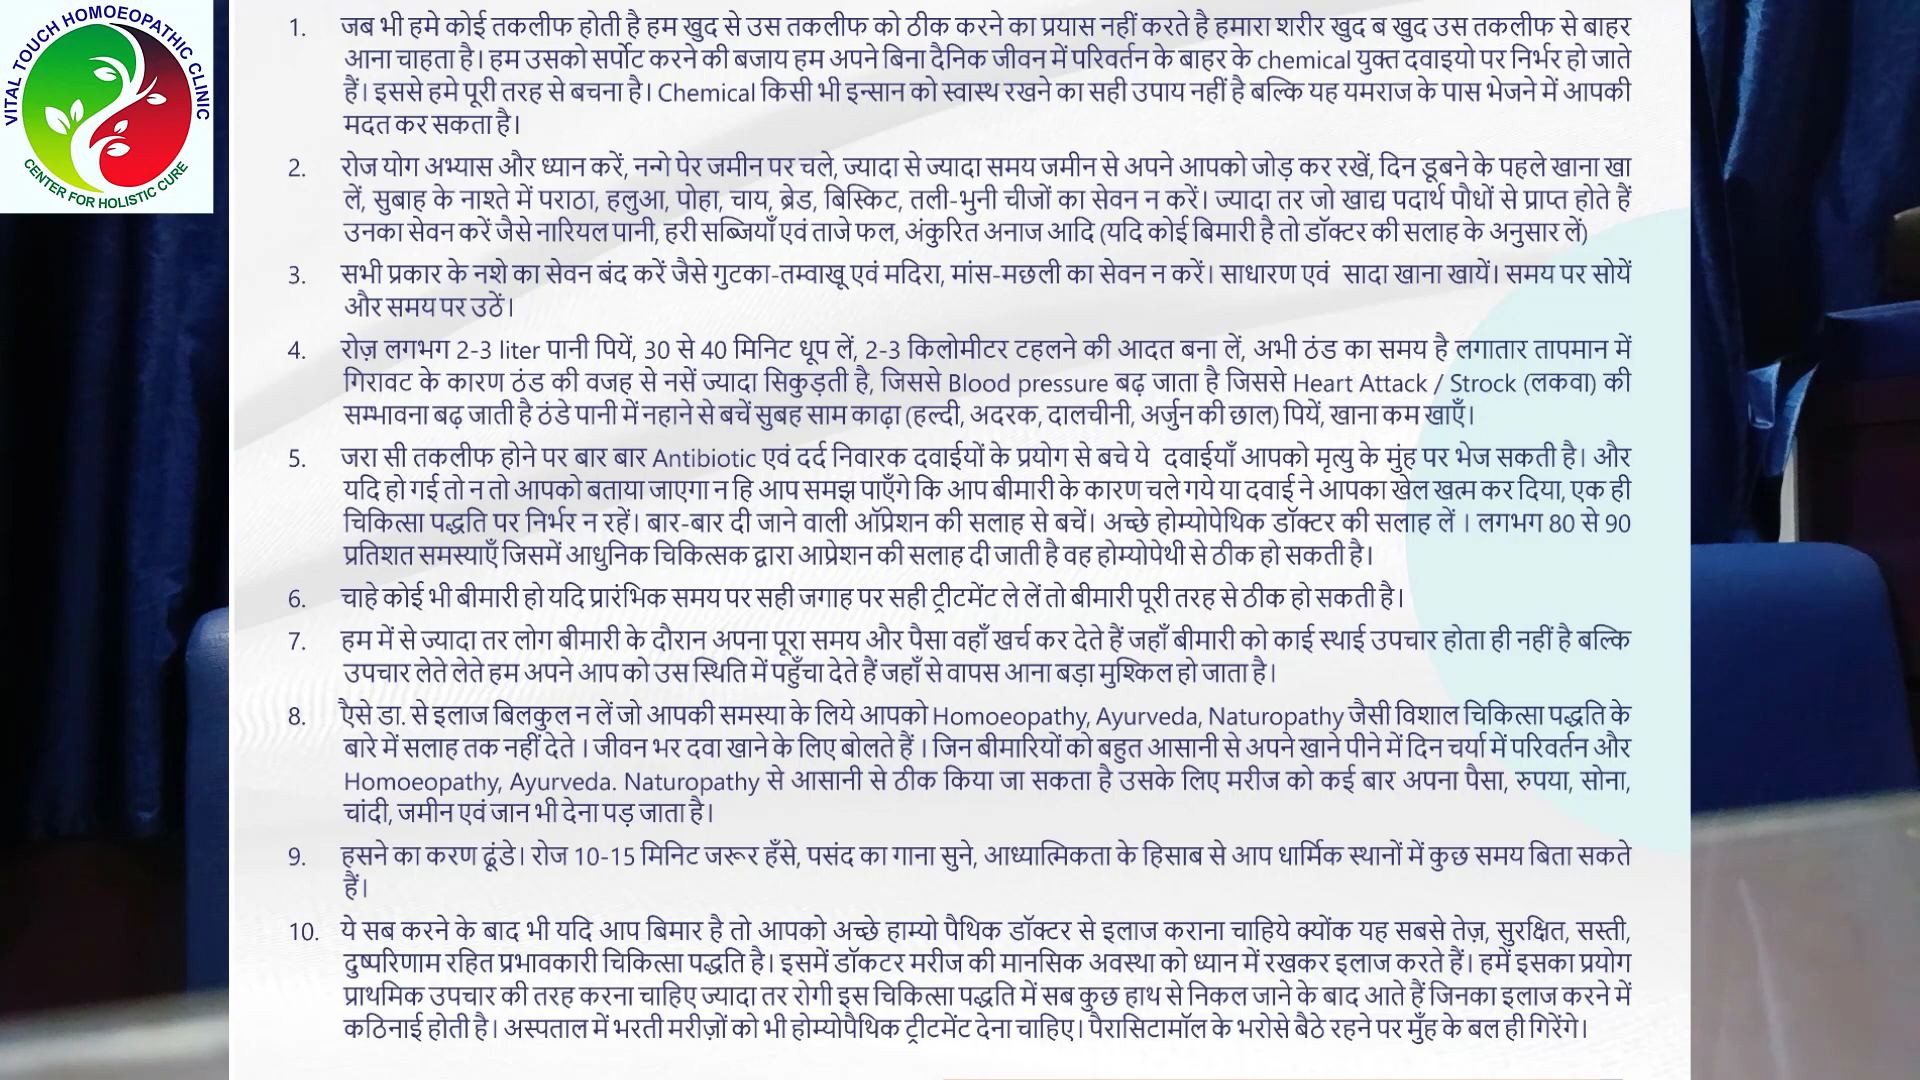 VITAL TOUCH HOMOEOPATHIC CLINIC
CENTER FOR HOLISTIC CURE
1. जब भी हमे कोई तकलीफ होती है हम खुद से उस तकलीफ को ठीक करने का प्रयास नहीं करते है हमारा शरीर खुद ब खुद उस तकलीफ से बाहर
आना चाहता है। हम उसको सर्पोट करने की बजाय हम अपने बिना दैनिक जीवन में परिवर्तन के बाहर के chemical युक्त दवाइयो पर निर्भर हो जाते
हैं। इससे हमे पूरी तरह से बचना है। Chemical किसी भी इन्सान को स्वास्थ रखने का सही उपाय नहीं है बल्कि यह यमराज के पास भेजने में आपकी
मदत कर सकता है।
2. रोज योग अभ्यास और ध्यान करें, नन्गे पेर जमीन पर चले, ज्यादा से ज्यादा समय जमीन से अपने आपको जोड़ कर रखें, दिन डूबने के पहले खाना खा
लें, सुबाह के नाश्ते में पराठा, हलुआ, पोहा, चाय, ब्रेड, बिस्किट, तली-भुनी चीजों का सेवन न करें। ज्यादा तर जो खाद्य पदार्थ पौधों से प्राप्त होते हैं
उनका सेवन करें जैसे नारियल पानी, हरी सब्जियाँ एवं ताजे फल, अंकुरित अनाज आदि (यदि कोई बिमारी है तो डॉक्टर की सलाह के अनुसार लें)
3. सभी प्रकार के नशे का सेवन बंद करें जैसे गुटका-तम्वाखू एवं मदिरा, मांस-मछली का सेवन न करें। साधारण एवं सादा खाना खायें। समय पर सोयें
और समय पर उठें।
4. रोज़ लगभग 2-3 liter पानी पियें, 30 से 40 मिनिट धूप लें, 2-3 किलोमीटर टहलने की आदत बना लें, अभी ठंड का समय है लगातार तापमान में
गिरावट के कारण ठंड की वजह से नसें ज्यादा सिकुड़ती है, जिससे Blood pressure बढ़ जाता है जिससे Heart Attack / Strock (लकवा) की
सम्भावना बढ़ जाती है ठंडे पानी में नहाने से बचें सुबह साम काढ़ा (हल्दी, अदरक, दालचीनी, अर्जुन की छाल) पियें, खाना कम खाएँ।
5. जरा सी तकलीफ होने पर बार बार Antibiotic एवं दर्द निवारक दवाईयों के प्रयोग से बचे ये दवाईयाँ आपको मृत्यु के मुंह पर भेज सकती है। और
यदि हो गई तो न तो आपको बताया जाएगा न हि आप समझ पाएँगे कि आप बीमारी के कारण चले गये या दवाई ने आपका खेल खत्म कर दिया, एक ही
चिकित्सा पद्धति पर निर्भर न रहें। बार-बार दी जाने वाली ऑप्रेशन की सलाह से बचें। अच्छे होम्योपेथिक डॉक्टर की सलाह लें । लगभग 80 से 90
प्रतिशत समस्याएँ जिसमें आधुनिक चिकित्सक द्वारा आप्रेशन की सलाह दी जाती है वह होम्योपेथी से ठीक हो सकती है।
6. चाहे कोई भी बीमारी हो यदि प्रारंभिक समय पर सही जगाह पर सही ट्रीटमेंट ले लें तो बीमारी पूरी तरह से ठीक हो सकती है।
7. हम में से ज्यादा तर लोग बीमारी के दौरान अपना पूरा समय और पैसा वहाँ खर्च कर देते हैं जहाँ बीमारी को काई स्थाई उपचार होता ही नहीं है बल्कि
उपचार लेते लेते हम अपने आप को उस स्थिति में पहुँचा देते हैं जहाँ से वापस आना बड़ा मुश्किल हो जाता है।
8. ऐसे डा. से इलाज बिलकुल न लें जो आपकी समस्या के लिये आपको Homoeopathy, Ayurveda, Naturopathy जैसी विशाल चिकित्सा पद्धति के
बारे में सलाह तक नहीं देते । जीवन भर दवा खाने के लिए बोलते हैं । जिन बीमारियों को बहुत आसानी से अपने खाने पीने में दिन चर्या में परिवर्तन और
Homoeopathy, Ayurveda. Naturopathy से आसानी से ठीक किया जा सकता है उसके लिए मरीज को कई बार अपना पैसा, रुपया, सोना,
चांदी, जमीन एवं जान भी देना पड़ जाता है।
9. हसने का करण ढूंडे। रोज 10-15 मिनिट जरूर हँसे, पसंद का गाना सुने, आध्यात्मिकता के हिसाब से आप धार्मिक स्थानों में कुछ समय बिता सकते
हैं।
10. ये सब करने के बाद भी यदि आप बिमार है तो आपको अच्छे हाम्यो पैथिक डॉक्टर से इलाज कराना चाहिये क्योंक यह सबसे तेज़, सुरक्षित, सस्ती,
दुष्परिणाम रहित प्रभावकारी चिकित्सा पद्धति है। इसमें डॉकटर मरीज की मानसिक अवस्था को ध्यान में रखकर इलाज करते हैं। हमें इसका प्रयोग
प्राथमिक उपचार की तरह करना चाहिए ज्यादा तर रोगी इस चिकित्सा पद्धति में सब कुछ हाथ से निकल जाने के बाद आते हैं जिनका इलाज करने में
कठिनाई होती है। अस्पताल में भरती मरीज़ों को भी होम्योपैथिक ट्रीटमेंट देना चाहिए। पैरासिटामॉल के भरोसे बैठे रहने पर मुँह के बल ही गिरेंगे।